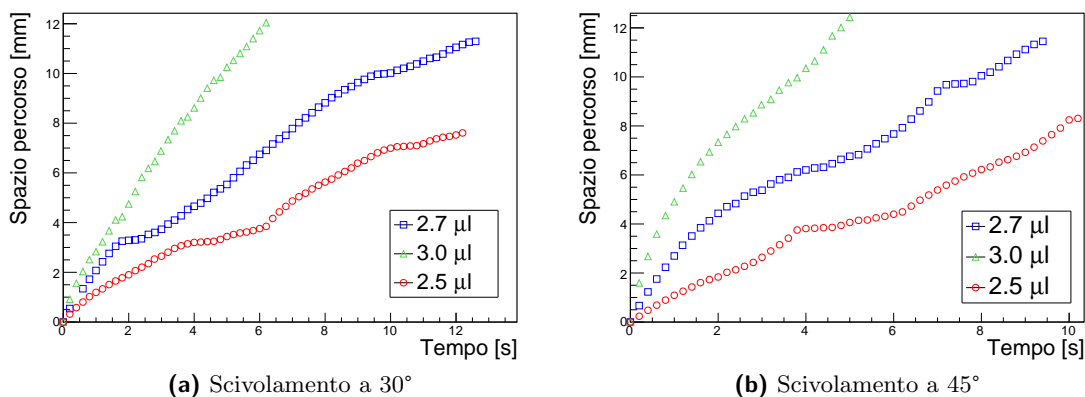 Spazio percorso [mm]
12
10
8
6
4
2
0
0 2 4 6 8 10 12
Tempo [s]
2.7 µl
3.0 µl
2.5 µl
(a) Scivolamento a 30°
Spazio percorso [mm]
12
10
8
6
4
2
0
0 2 4 6 8 10
Tempo [s]
2.7 µl
3.0 µl
2.5 µl
(b) Scivolamento a 45°